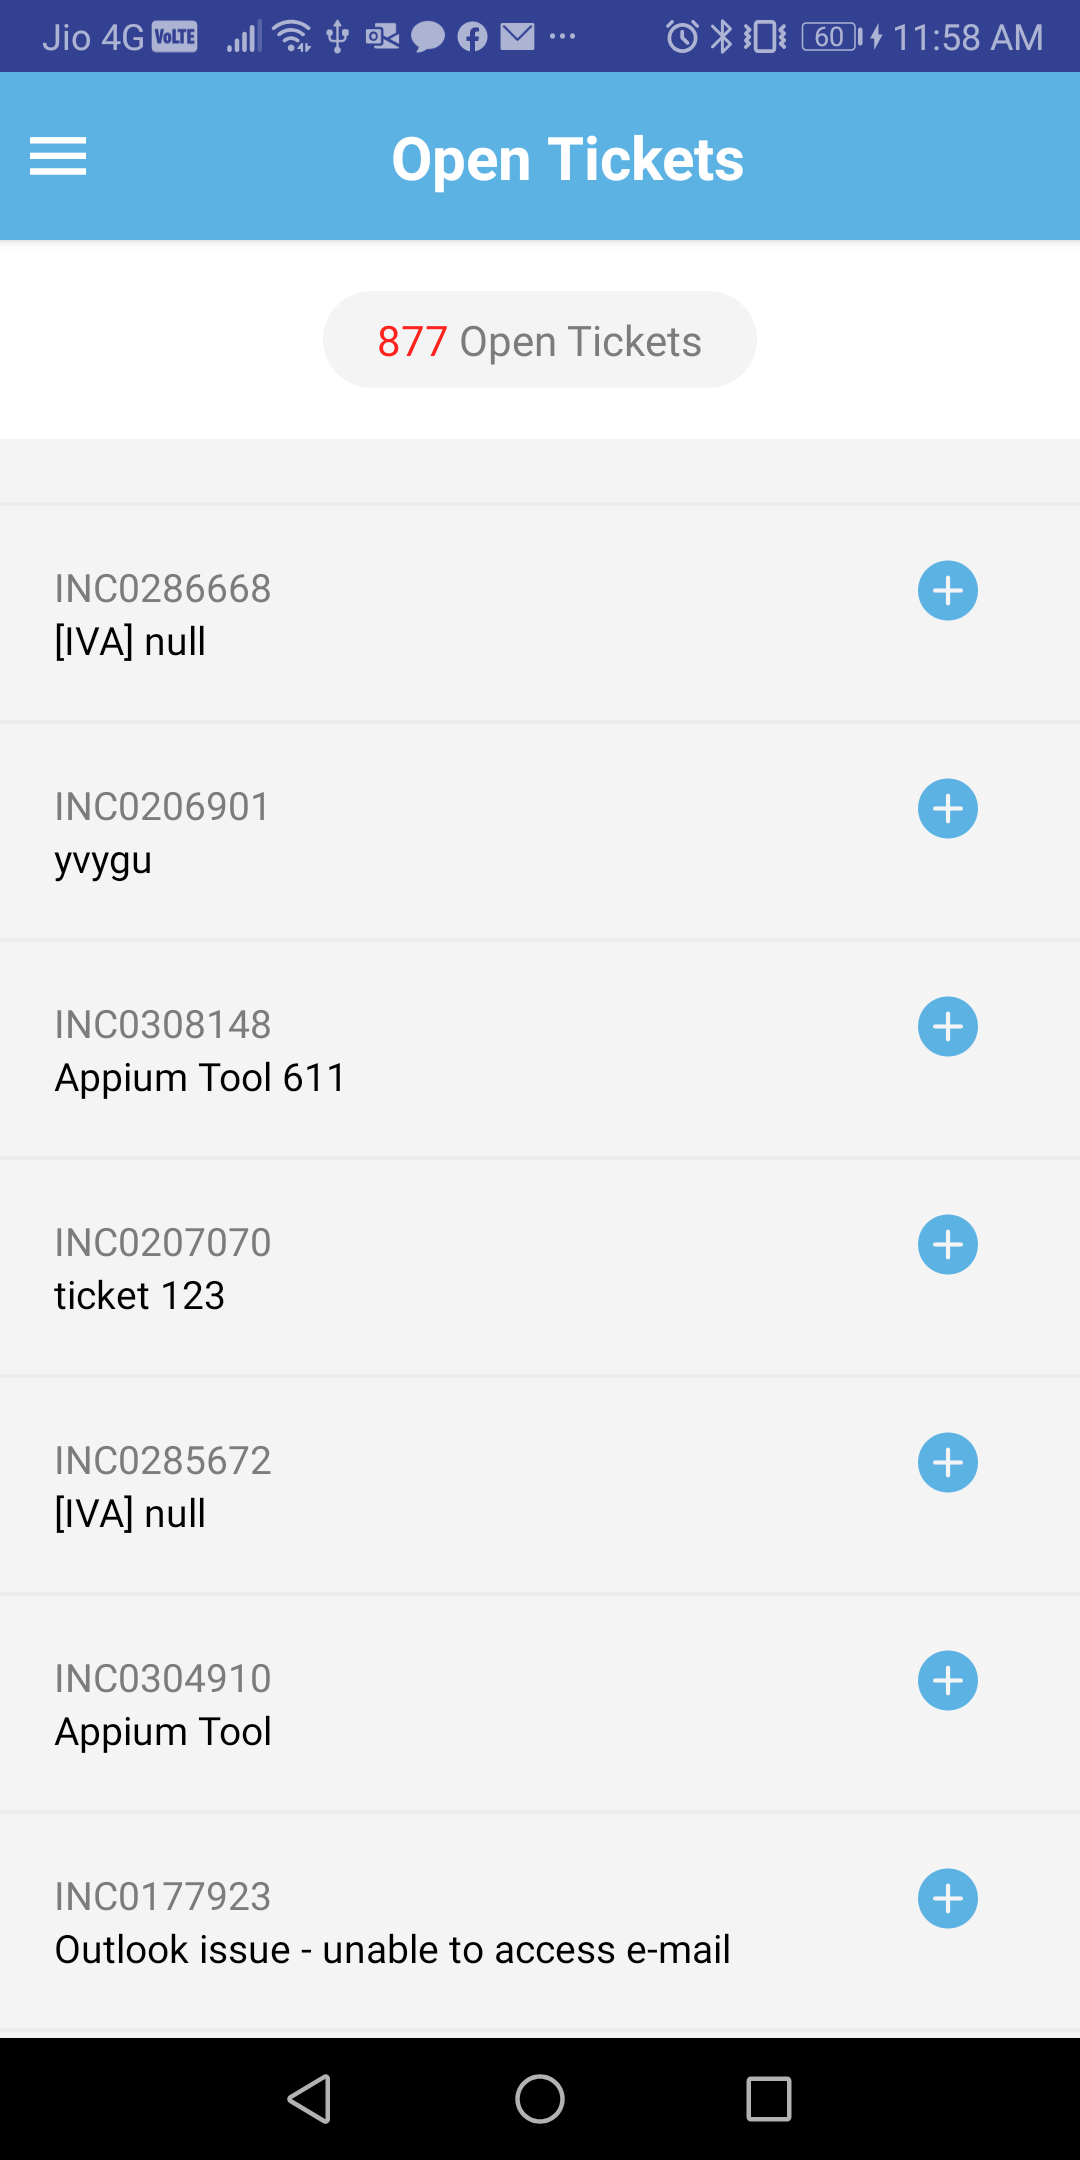 Jio 4G VoLTE 60 11:58 AM
Open Tickets
877 Open Tickets
INC0286668
[IVA] null
INC0206901
yvygu
INC0308148
Appium Tool 611
INC0207070
ticket 123
INC0285672
[IVA] null
INC0304910
Appium Tool
INC0177923
Outlook issue - unable to access e-mail